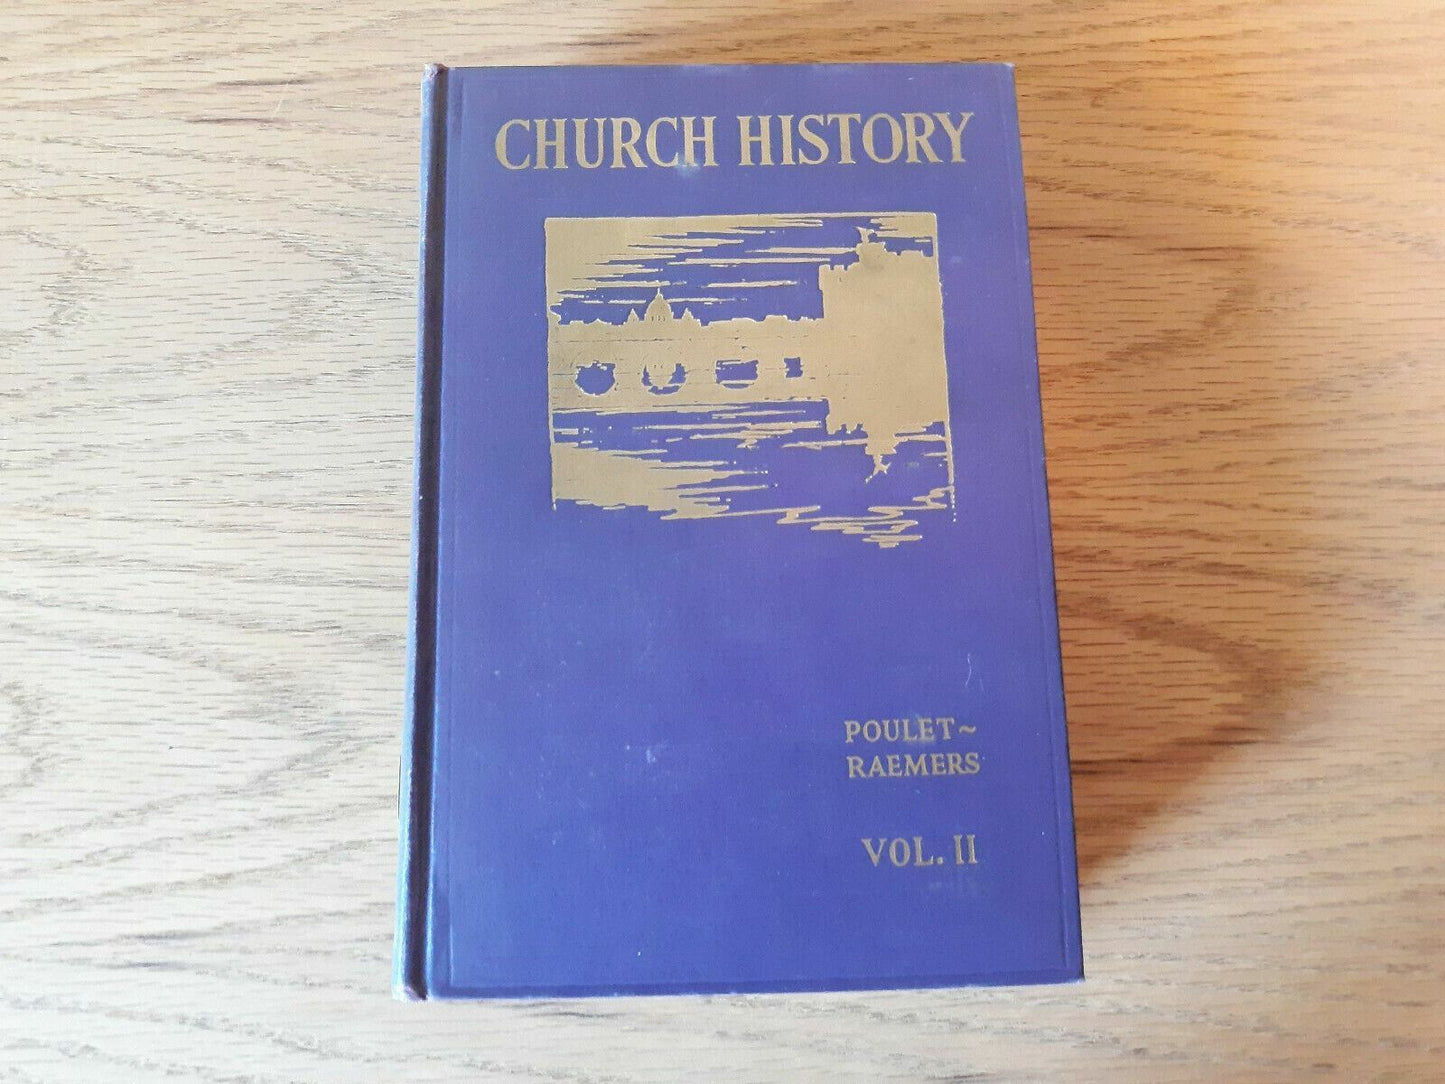 CHURCH HISTORY
POULET~
RAEMERS
VOL. II